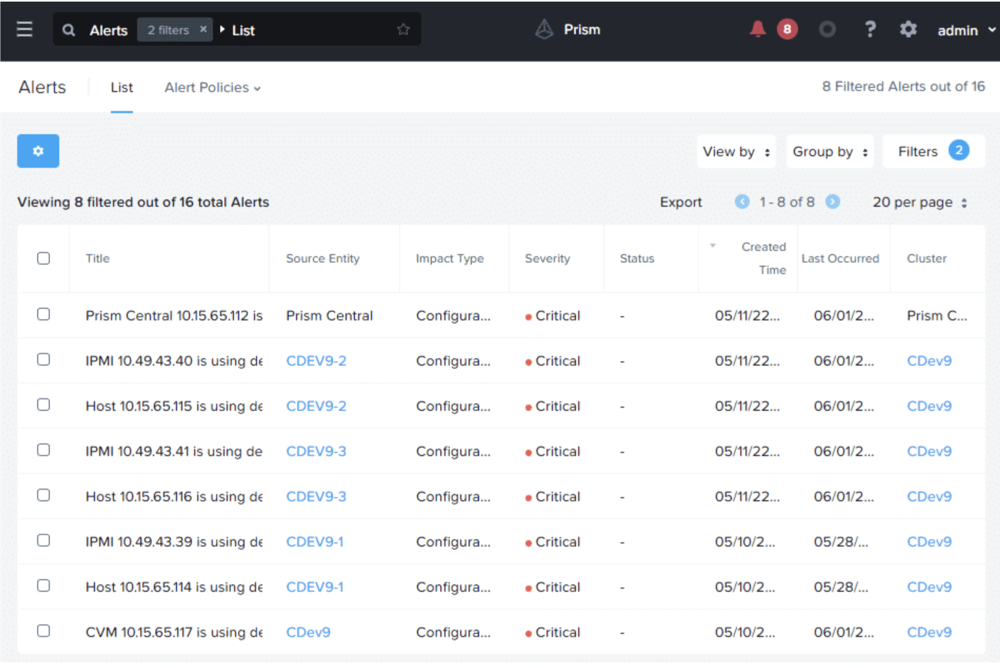 Alerts 2 filters × List Prism 8 ? admin
Alerts List Alert Policies 8 Filtered Alerts out of 16
View by Group by Filters 2
Viewing 8 filtered out of 16 total Alerts Export 1 - 8 of 8 20 per page
Title Source Entity Impact Type Severity Status Created Time Last Occurred Cluster
Prism Central 10.15.65.112 is Prism Central Configura... Critical - 05/11/22... 06/01/2... Prism C...
IPMI 10.49.43.40 is using de CDEV9-2 Configura... Critical - 05/11/22... 06/01/2... CDev9
Host 10.15.65.115 is using de CDEV9-2 Configura... Critical - 05/11/22... 06/01/2... CDev9
IPMI 10.49.43.41 is using de CDEV9-3 Configura... Critical - 05/11/22... 06/01/2... CDev9
Host 10.15.65.116 is using de CDEV9-3 Configura... Critical - 05/11/22... 06/01/2... CDev9
IPMI 10.49.43.39 is using de CDEV9-1 Configura... Critical - 05/10/2... 05/28/... CDev9
Host 10.15.65.114 is using de CDEV9-1 Configura... Critical - 05/10/2... 05/28/... CDev9
CVM 10.15.65.117 is using de CDev9 Configura... Critical - 05/10/2... 06/01/2... CDev9